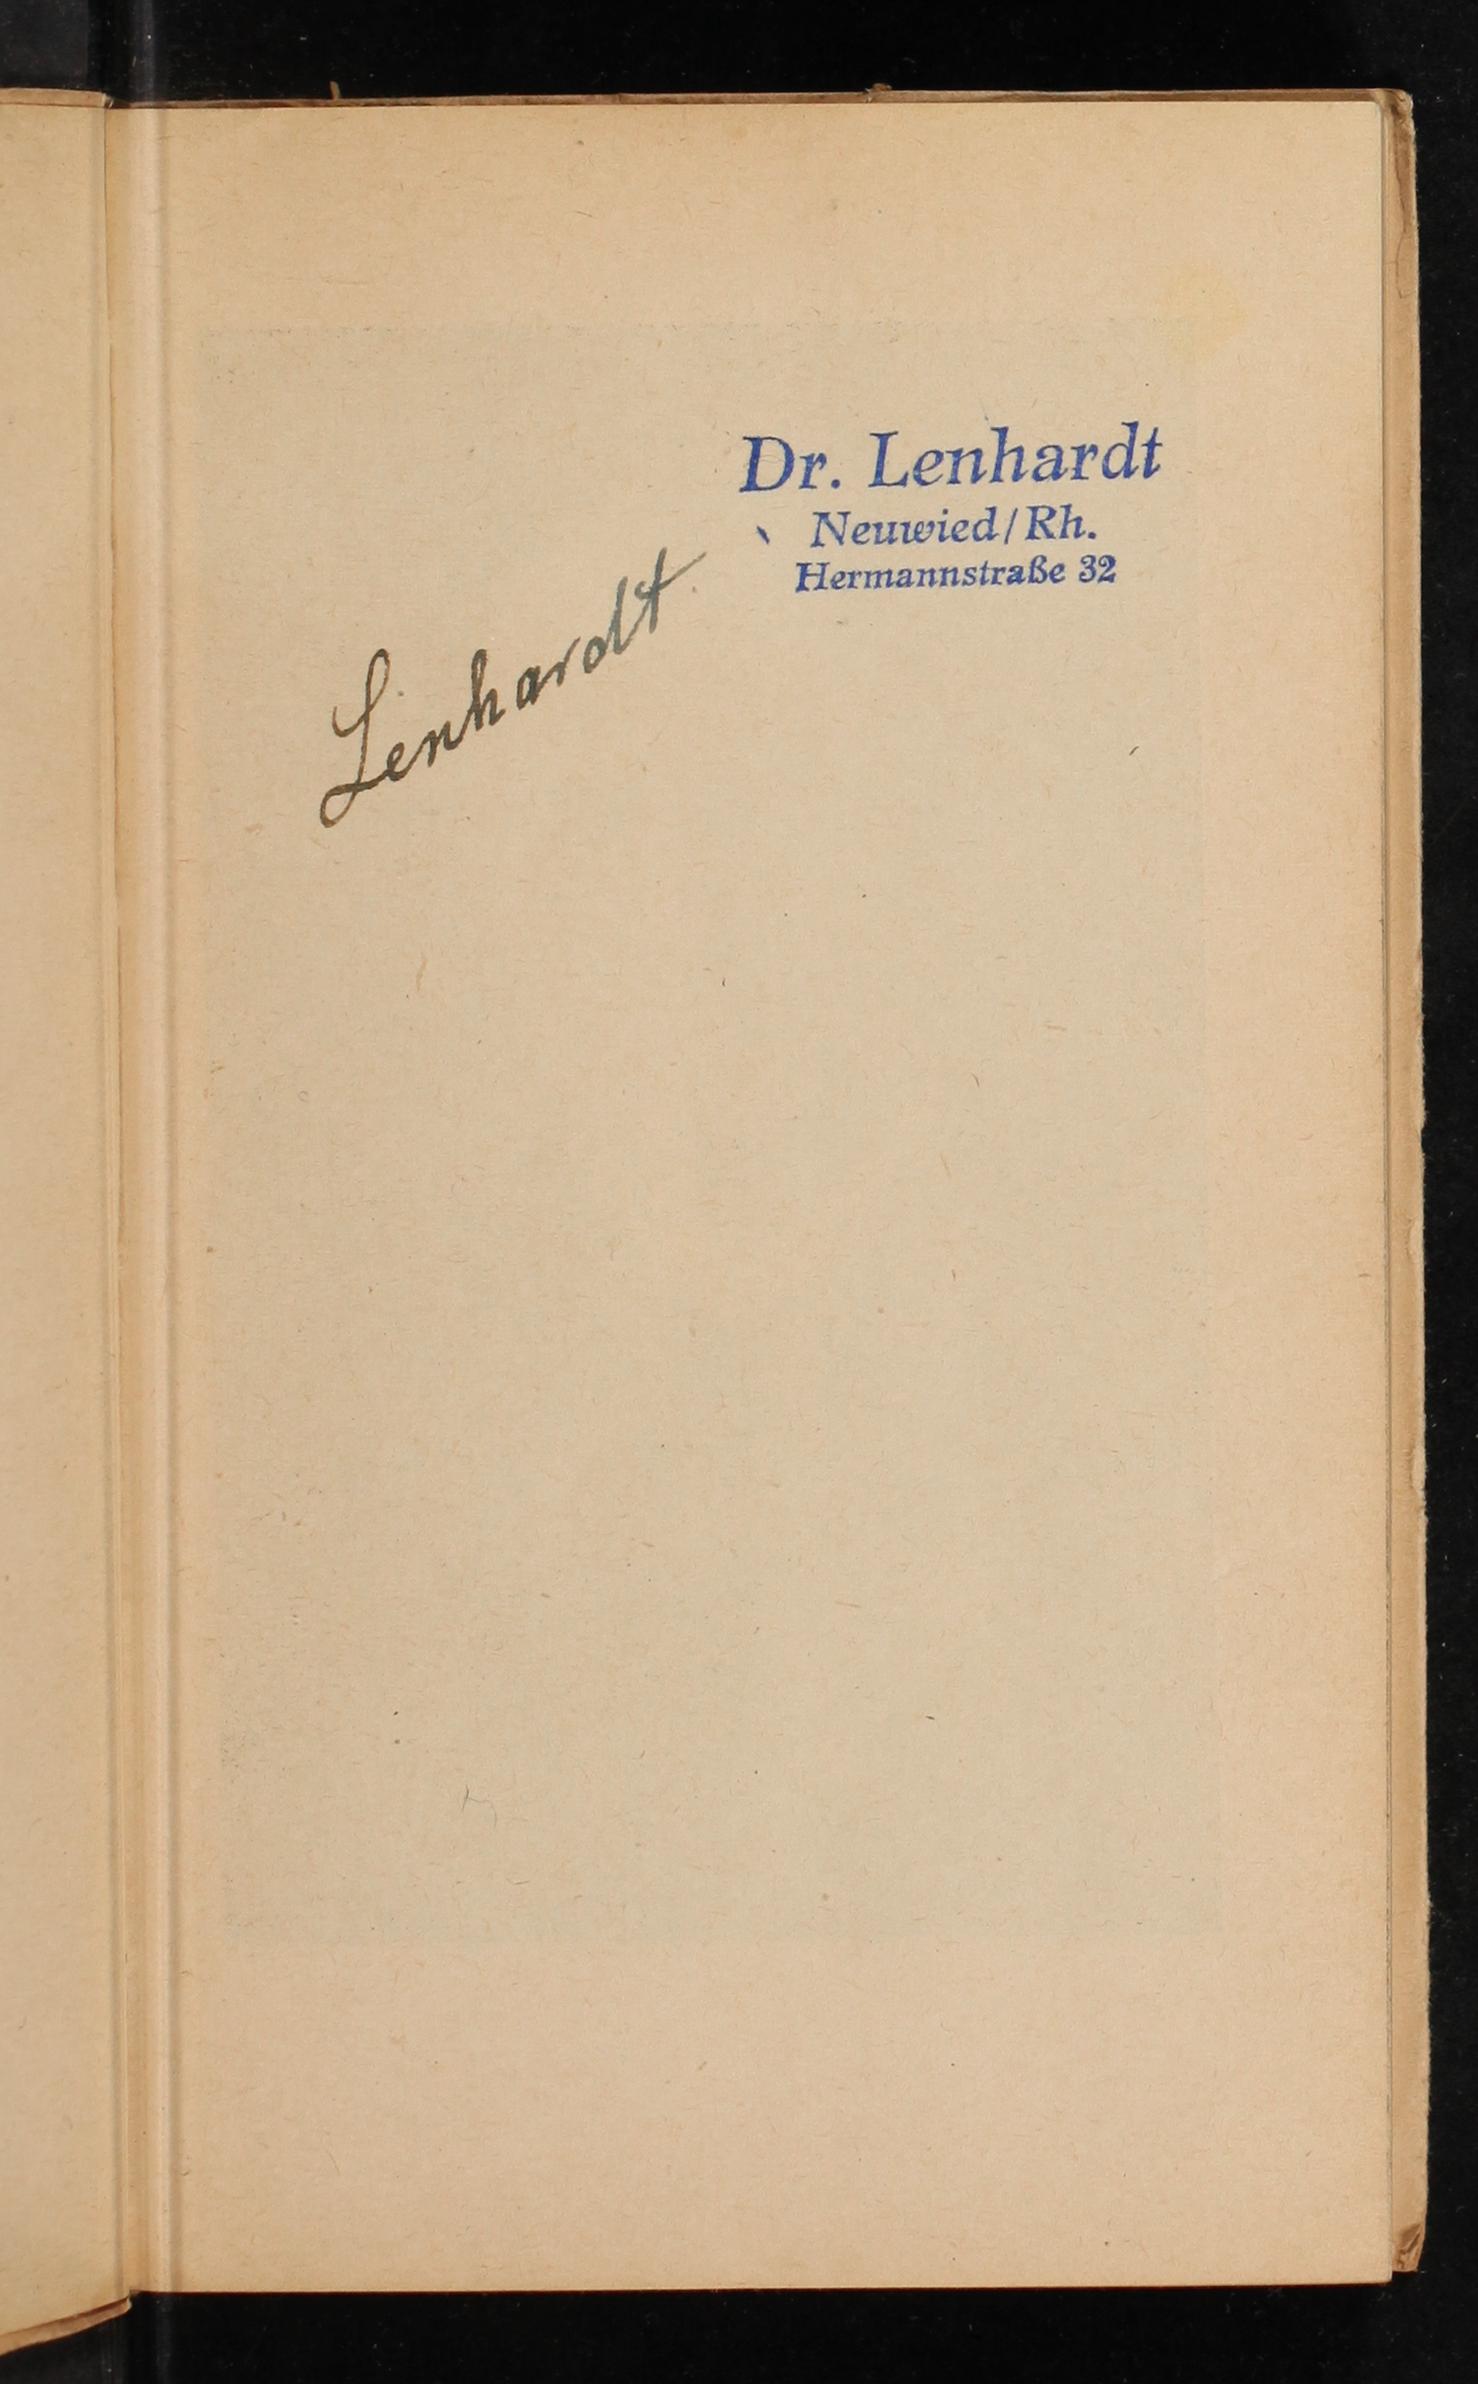 Dr. Lenhardt
Neuwied/Rh.
Hermannstraße 32
Lenhardt